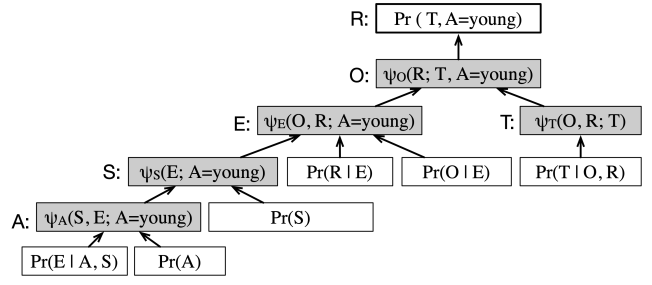 R: Pr ( T, A=young)
O: ψO(R; T, A=young)
E: ψE(O, R; A=young)
T: ψT(O, R; T)
S: ψS(E; A=young)
Pr(R | E)
Pr(O | E)
Pr(T | O, R)
A: ψA(S, E; A=young)
Pr(S)
Pr(E | A, S)
Pr(A)